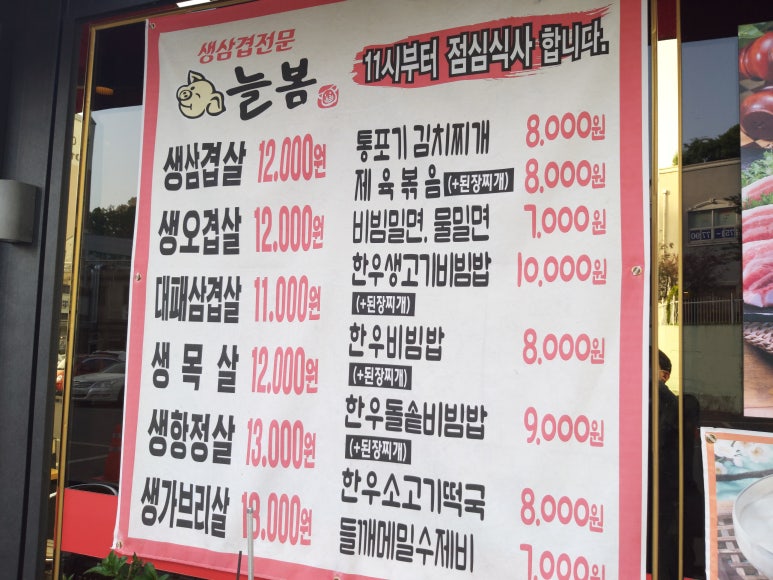 생삼겹전문
늘봄
11시부터 점심식사 합니다.
생삼겹살 12.000원
생오겹살 12.000원
대패삼겹살 11.000원
생목살 12.000원
생항정살 13.000원
생가브리살 13.000원
통포기 김치찌개 8.000원
제육볶음(+된장찌개) 8.000원
비빔밀면, 물밀면 7.000원
한우생고기비빔밥 10.000원
(+된장찌개)
한우비빔밥 8.000원
(+된장찌개)
한우돌솥비빔밥 9.000원
(+된장찌개)
한우소고기떡국 8.000원
들깨메밀수제비 7.000원